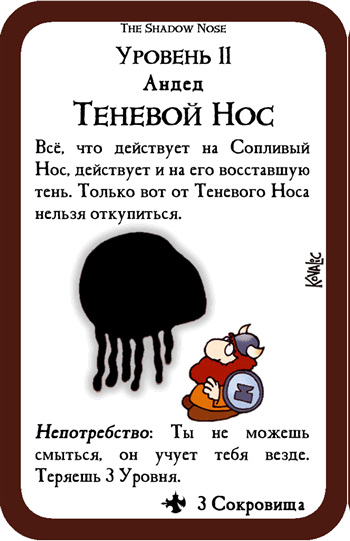 The Shadow Nose
Уровень 11
Андед
Теневой Нос
Всё, что действует на Сопливый
Нос, действует и на его восставшую
тень. Только вот от Теневого Носа
нельзя откупиться.
Kovalic
Непотребство: Ты не можешь
смыться, он учует тебя везде.
Теряешь 3 Уровня.
3 Сокровища